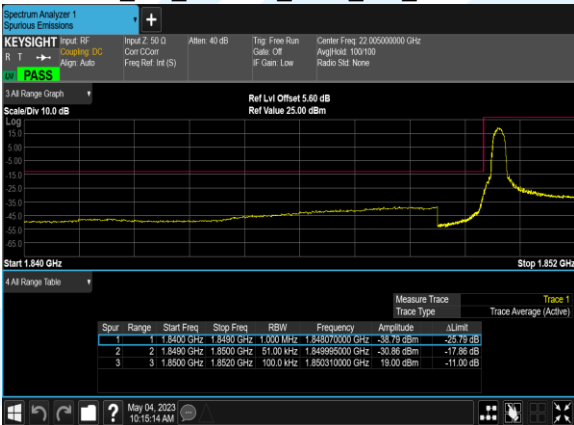 Spectrum Analyzer 1
Spurious Emissions
+
KEYSIGHT Input: RF Input Z: 50 Ω Atten: 40 dB Trig: Free Run Center Freq: 22.005000000 GHz
R T Coupling: DC Corr CCorr Gate: Off Avg|Hold: 100/100
Align: Auto Freq Ref: Int (S) IF Gain: Low Radio Std: None
PASS
3 All Range Graph
Ref Lvl Offset 5.60 dB
Scale/Div 10.0 dB Ref Value 25.00 dBm
Log
15.0
5.00
-5.00
-15.0
-25.0
-35.0
-45.0
-55.0
-65.0
Start 1.840 GHz Stop 1.852 GHz
4 All Range Table
Measure Trace Trace 1
Trace Type Trace Average (Active)
Spur Range Start Freq Stop Freq RBW Frequency Amplitude ΔLimit
1 1 1.8400 GHz 1.8490 GHz 1.000 MHz 1.848070000 GHz -38.79 dBm -25.79 dB
2 2 1.8490 GHz 1.8500 GHz 51.00 kHz 1.849995000 GHz -30.86 dBm -17.86 dB
3 3 1.8500 GHz 1.8520 GHz 100.0 kHz 1.850310000 GHz 19.00 dBm -11.00 dB
? May 04, 2023
10:15:14 AM